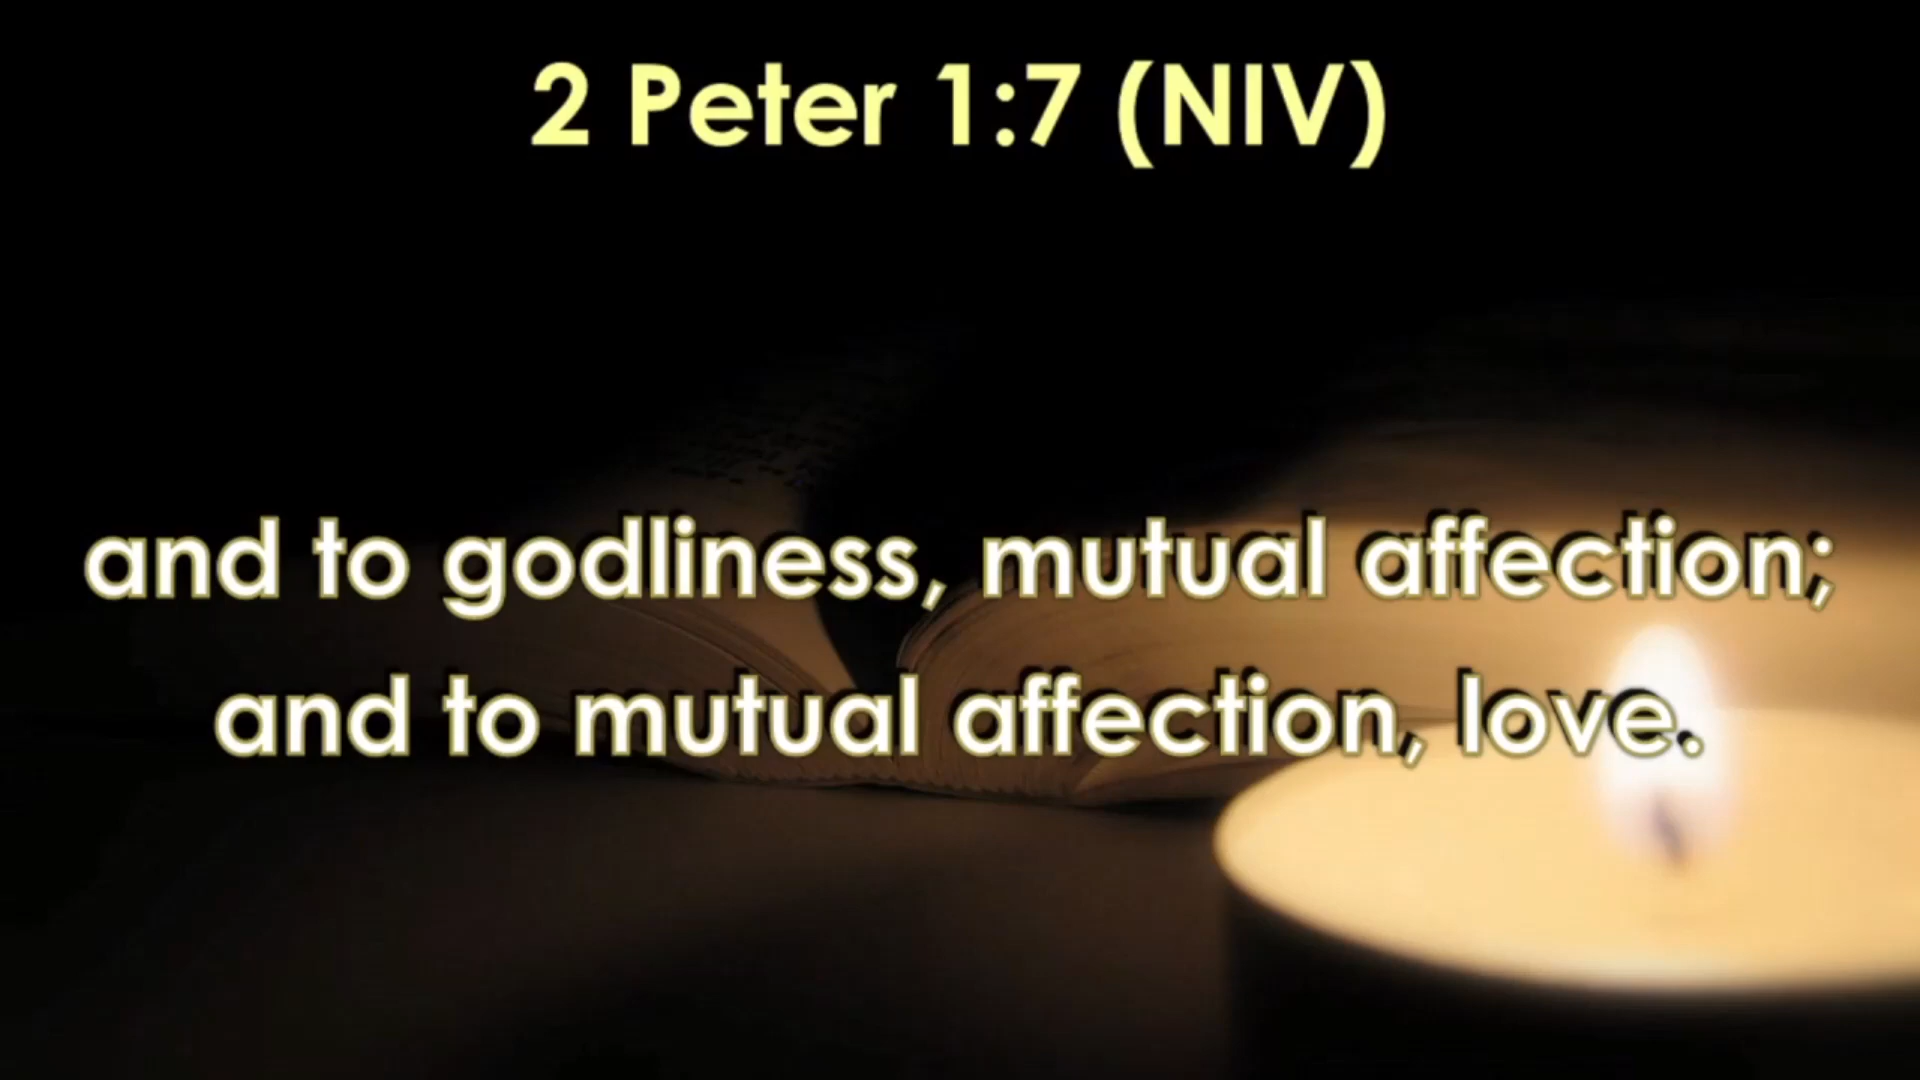 2 Peter 1:7 (NIV)
and to godliness, mutual affection;
and to mutual affection, love.